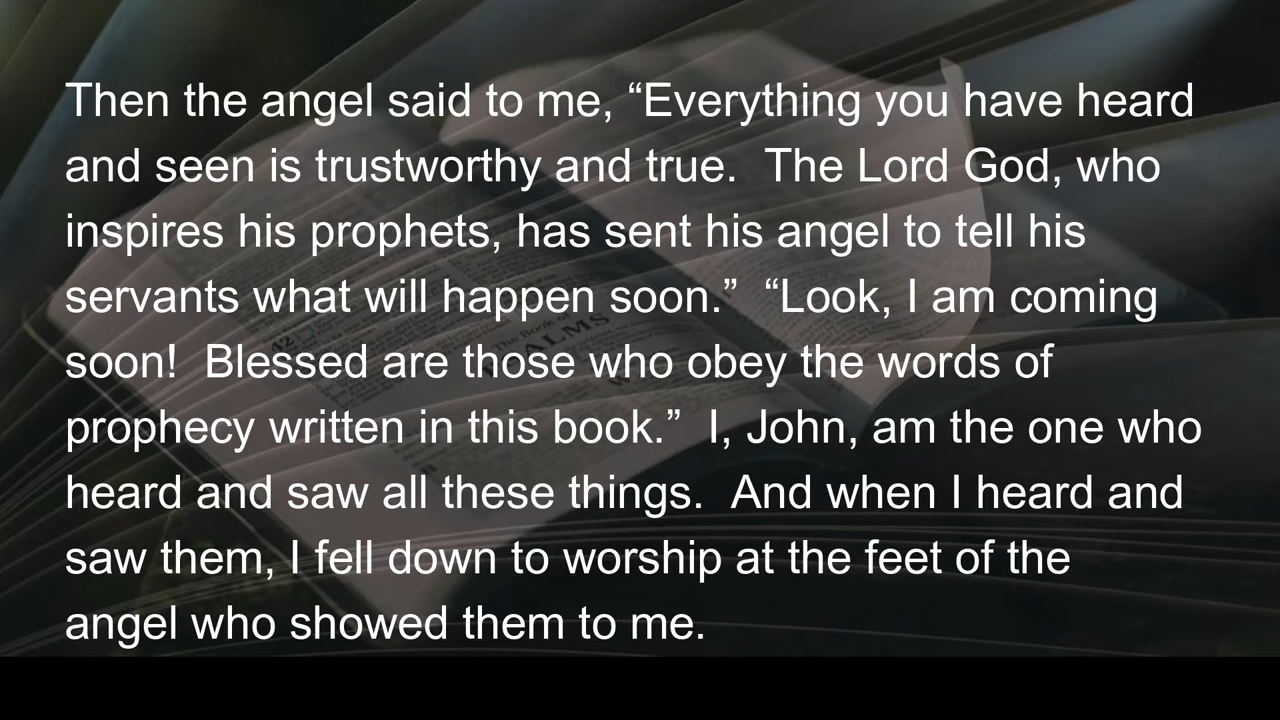 Then the angel said to me, “Everything you have heard
and seen is trustworthy and true.  The Lord God, who
inspires his prophets, has sent his angel to tell his
servants what will happen soon.”  “Look, I am coming
soon!  Blessed are those who obey the words of
prophecy written in this book.”  I, John, am the one who
heard and saw all these things.  And when I heard and
saw them, I fell down to worship at the feet of the
angel who showed them to me.
42
The Book of